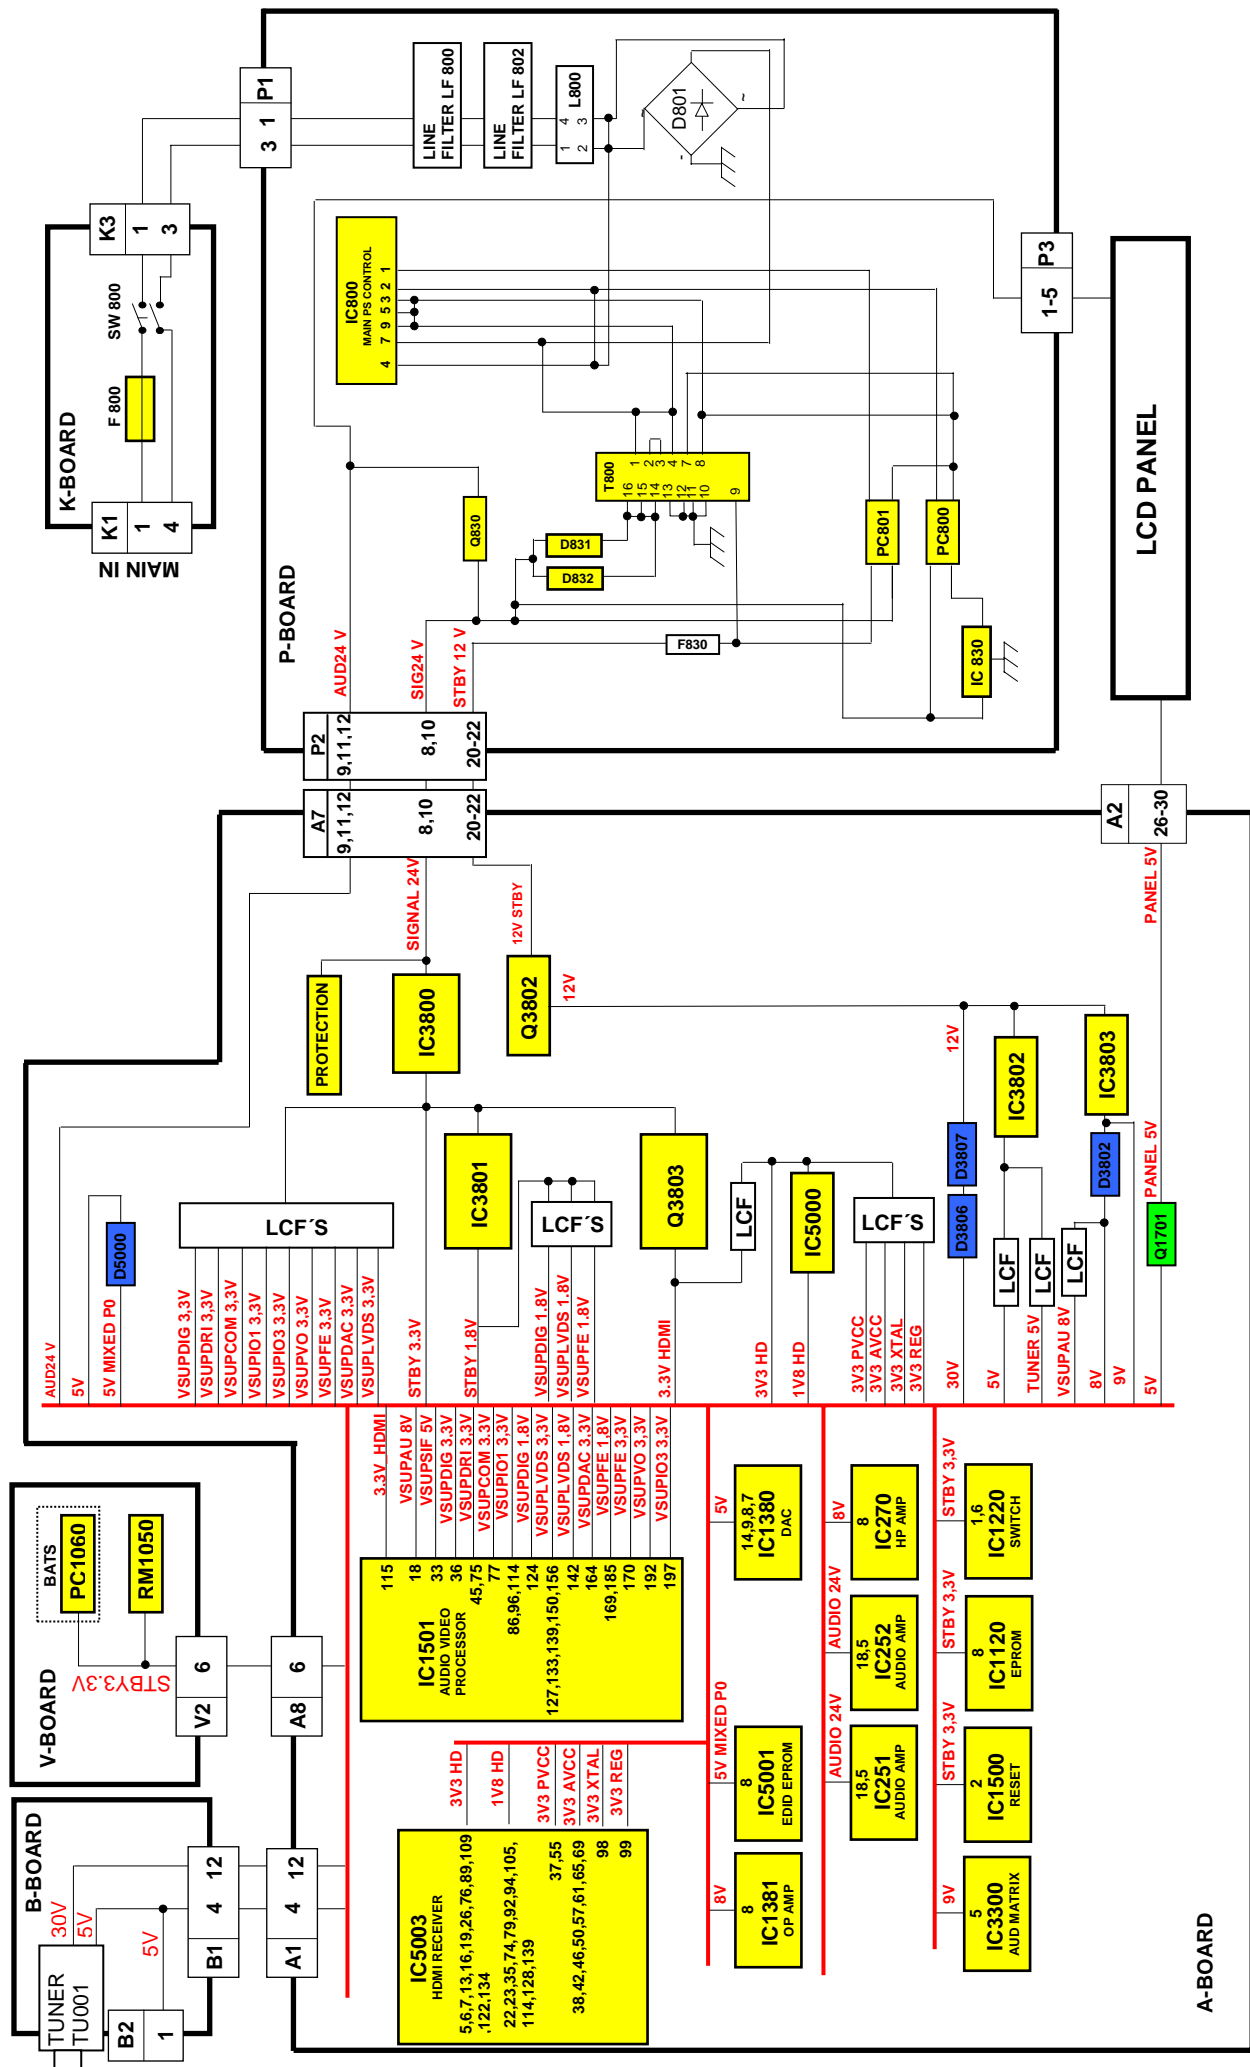 K-BOARD
MAIN IN
K1
1
4
F 800
SW 800
K3
1
3
P1
3 1
LINE
FILTER LF 800
LINE
FILTER LF 802
L800
1 4
2 3
D801
~
~
-
P-BOARD
IC800
MAIN PS CONTROL
4 7 9 5 3 2 1
P3
1-5
LCD PANEL
T800
1
2
3
4
7
8
16
15
14
13
12
11
10
9
Q830
D831
D832
PC801
PC800
F830
IC 830
AUD24 V
SIG24 V
STBY 12 V
P2
9,11,12
8,10
20-22
A7
9,11,12
8,10
20-22
A2
26-30
PANEL 5V
SIGNAL 24V
12V STBY
PROTECTION
IC3800
Q3802
12V
12V
IC3802
IC3803
D3807
D3806
D3802
PANEL 5V
Q1701
IC3801
Q3803
LCF´S
LCF´S
LCF
IC5000
LCF´S
LCF
LCF
LCF
D5000
AUD24 V
5V
5V MIXED P0
VSUPDIG 3,3V
VSUPDRI 3,3V
VSUPCOM 3,3V
VSUPIO1 3,3V
VSUPIO3 3,3V
VSUPVO 3,3V
VSUPFE 3.3V
VSUPDAC 3.3V
VSUPLVDS 3,3V
STBY 3.3V
STBY 1.8V
VSUPDIG 1.8V
VSUPLVDS 1.8V
VSUPFE 1.8V
3.3V HDMI
3V3 HD
1V8 HD
3V3 PVCC
3V3 AVCC
3V3 XTAL
3V3 REG
30V
5V
TUNER 5V
VSUPAU 8V
8V
9V
5V
V-BOARD
BATS
PC1060
RM1050
STBY3.3V
V2
6
A8
6
B-BOARD
TUNER
TU001
30V
5V
5V
B2
1
B1
4 12
A1
4 12
3.3V_HDMI
VSUPAU 8V
VSUPSIF 5V
VSUPDIG 3.3V
VSUPDRI 3.3V
VSUPCOM 3.3V
VSUPIO1 3,3V
VSUPDIG 1.8V
VSUPLVDS 3,3V
VSUPLVDS 1.8V
VSUPDAC 3.3V
VSUPFE 1,8V
VSUPFE 3,3V
VSUPVO 3,3V
VSUPIO3 3,3V
IC1501
AUDIO VIDEO
PROCESSOR
115
18
33
36
45,75
77
86,96,114
124
127,133,139,150,156
142
164
169,185
170
192
197
IC5003
HDMI RECEIVER
5,6,7,13,16,19,26,76,89,109
,122,134
22,23,35,74,79,92,94,105,
114,128,139
37,55
38,42,46,50,57,61,65,69
98
99
3V3 HD
1V8 HD
3V3 PVCC
3V3 AVCC
3V3 XTAL
3V3 REG
8V
8
IC1381
OP AMP
5V MIXED P0
8
IC5001
EDID EPROM
5V
14,9,8,7
IC1380
DAC
AUDIO 24V
18,5
IC251
AUDIO AMP
AUDIO 24V
18,5
IC252
AUDIO AMP
8V
8
IC270
HP AMP
9V
5
IC3300
AUD MATRIX
STBY 3,3V
2
IC1500
RESET
STBY 3,3V
8
IC1120
EPROM
STBY 3,3V
1,6
IC1220
SWITCH
A-BOARD